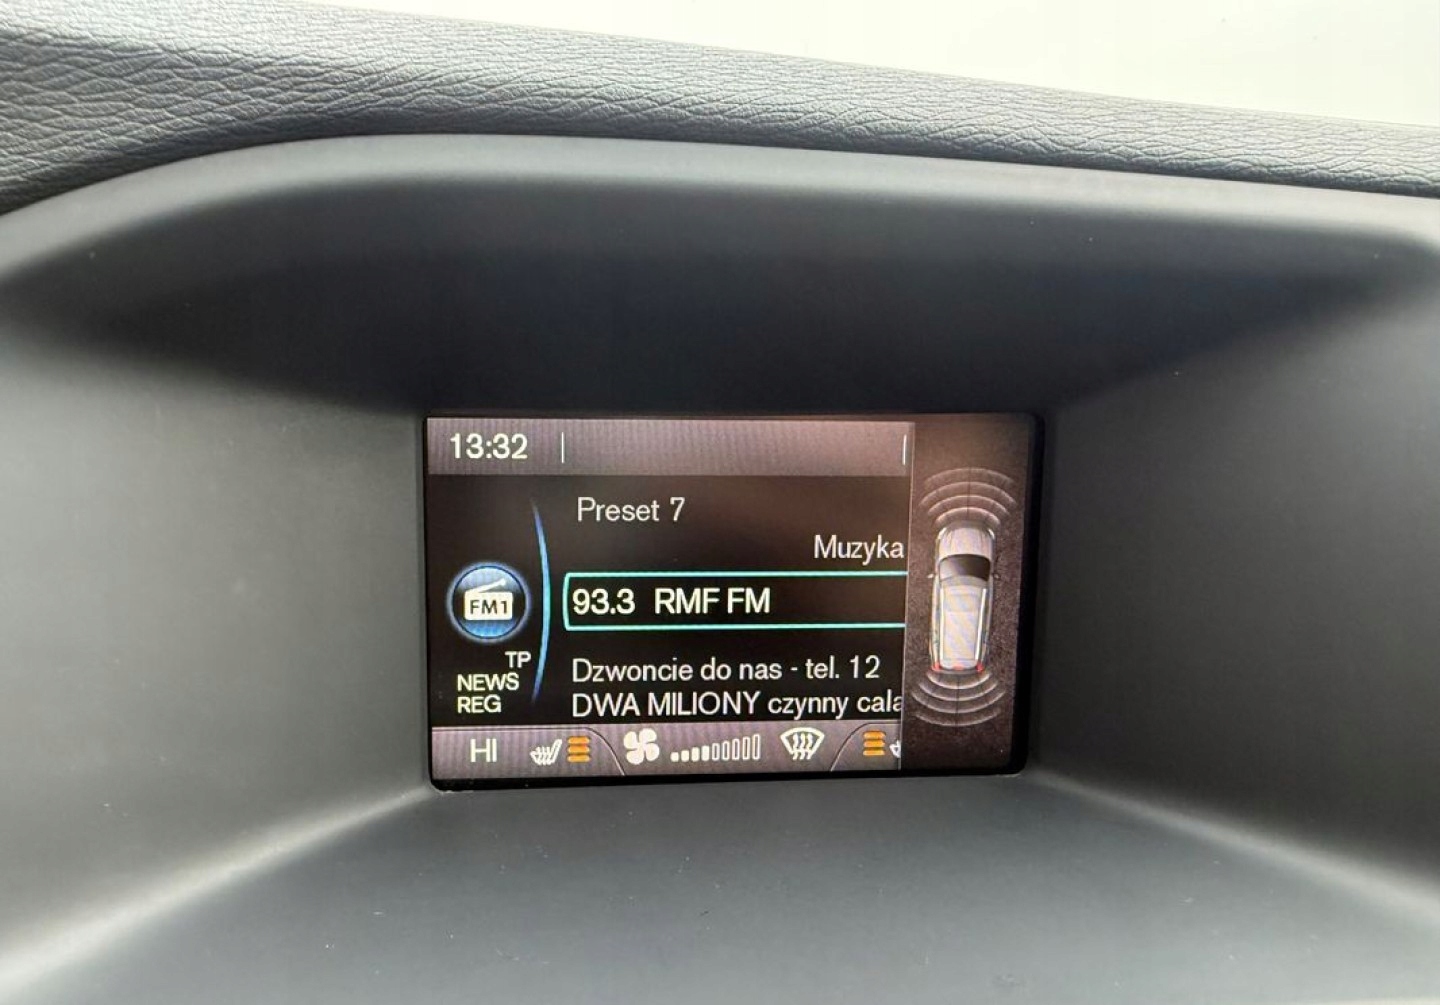 13:32
Preset 7
Muzyka
93.3 RMF FM
FM1
TP
NEWS
REG
Dzwoncie do nas - tel. 12
DWA MILIONY czynny cala
HI